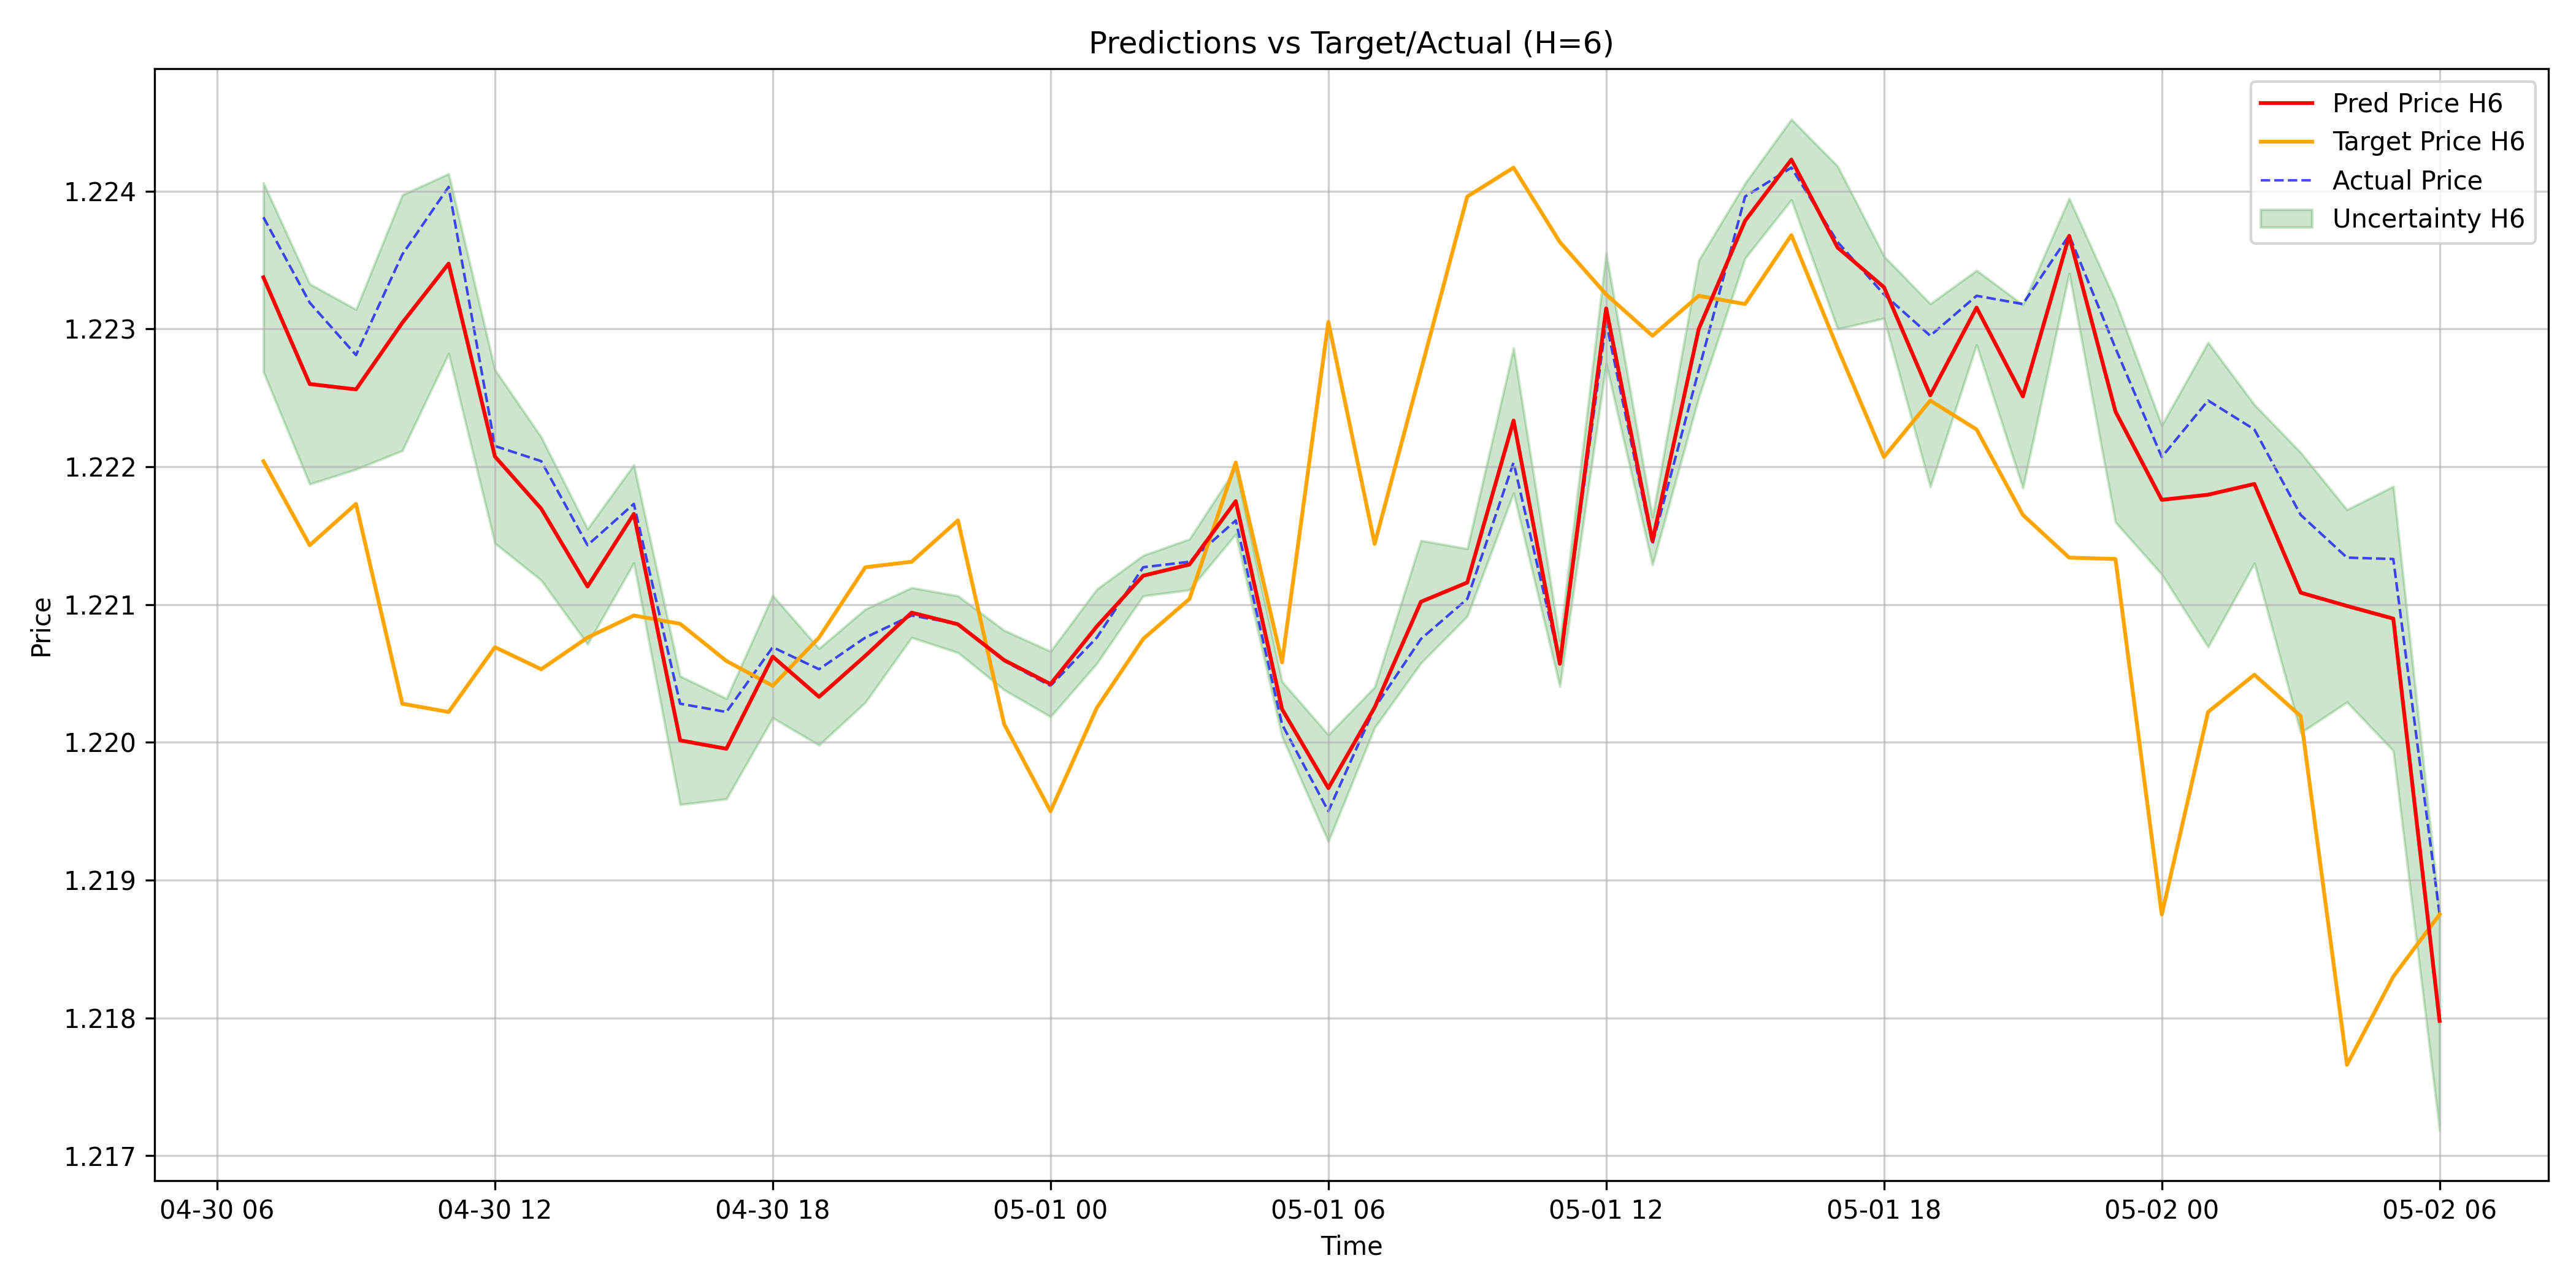 Predictions vs Target/Actual (H=6)
Pred Price H6
Target Price H6
Actual Price
Uncertainty H6
Price
1.224
1.223
1.222
1.221
1.220
1.219
1.218
1.217
04-30 06
04-30 12
04-30 18
05-01 00
05-01 06
05-01 12
05-01 18
05-02 00
05-02 06
Time